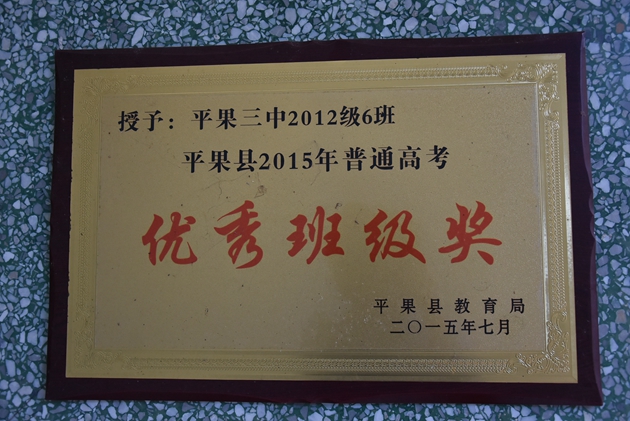 授予：平果三中2012级6班
平果县2015年普通高考
优秀班级奖
平果县教育局
二〇一五年七月